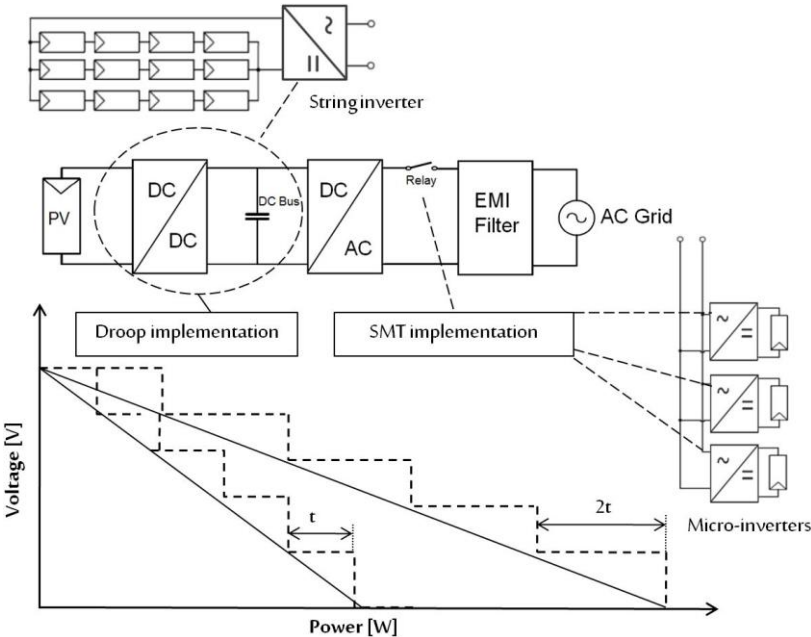 String inverter
PV
DC
DC
DC Bus
DC
AC
Relay
EMI
Filter
AC Grid
Droop implementation
SMT implementation
Voltage [V]
t
2t
Micro-inverters
Power [W]